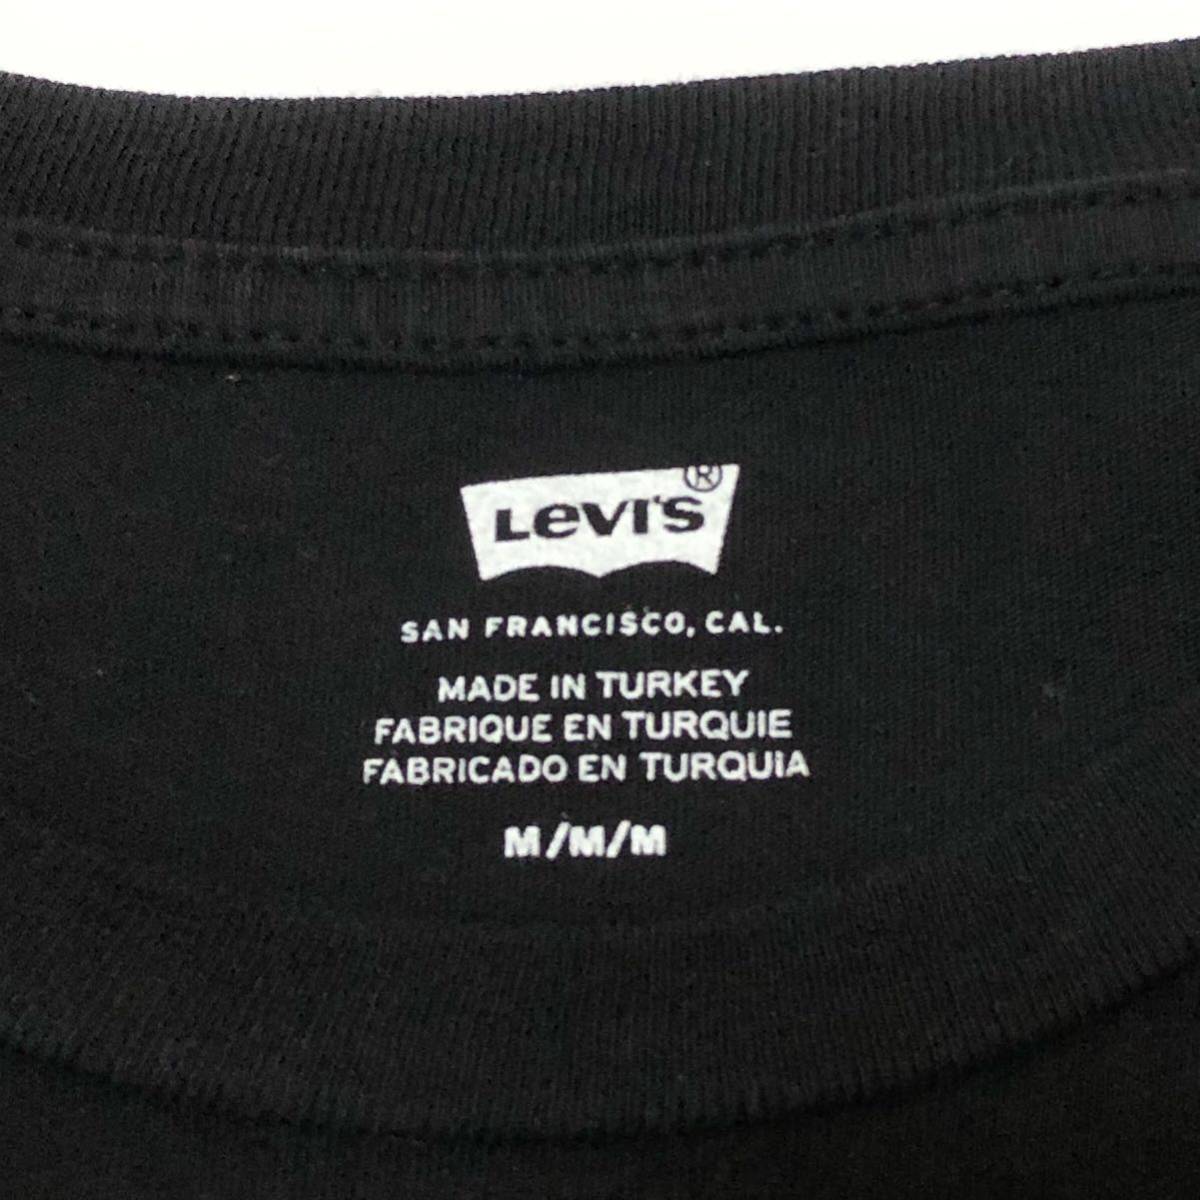 LEVI'S®
SAN FRANCISCO, CAL.
MADE IN TURKEY
FABRIQUE EN TURQUIE
FABRICADO EN TURQUIA
M/M/M